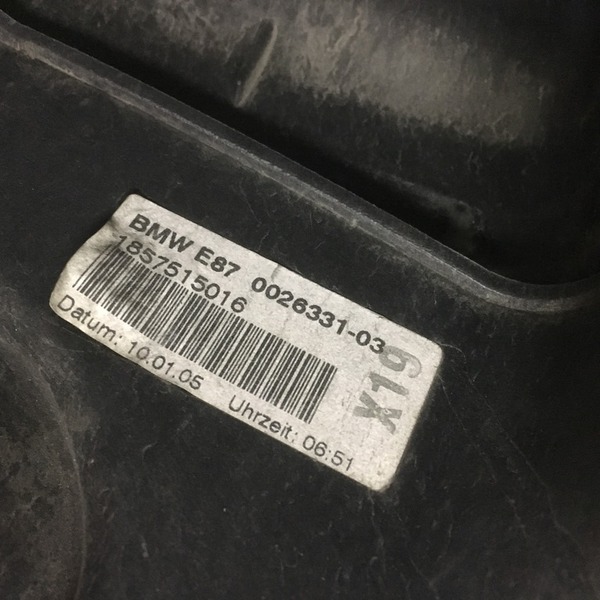 BMW E87 0026331-03
1857515016
X19
Datum: 10.01.05 Uhrzeit: 06:51